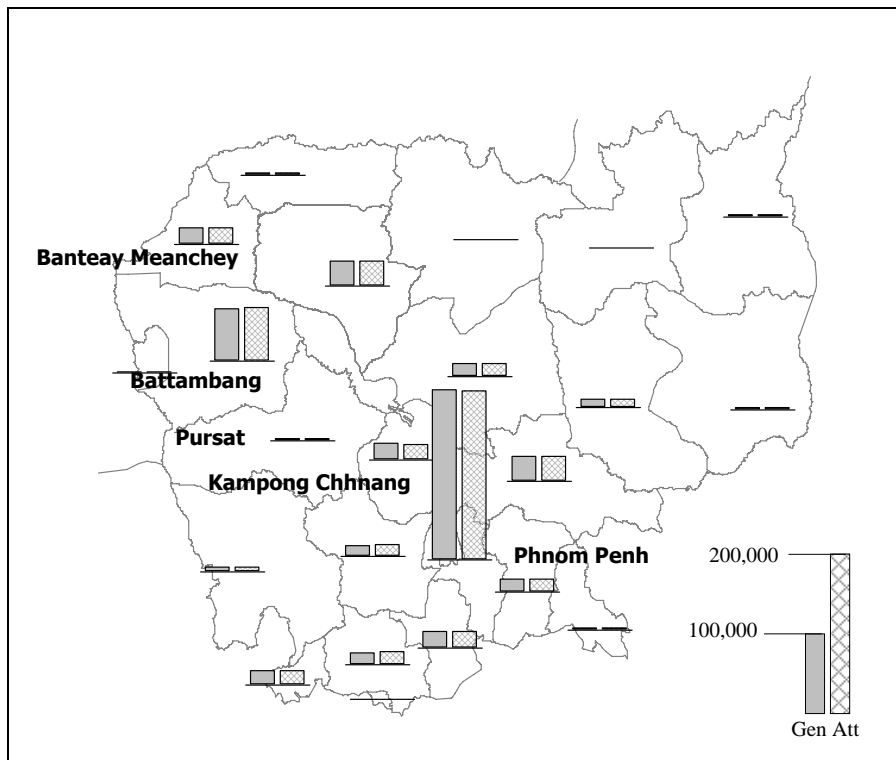 Banteay Meanchey
Battambang
Pursat
Kampong Chhnang
Phnom Penh
200,000
100,000
Gen Att